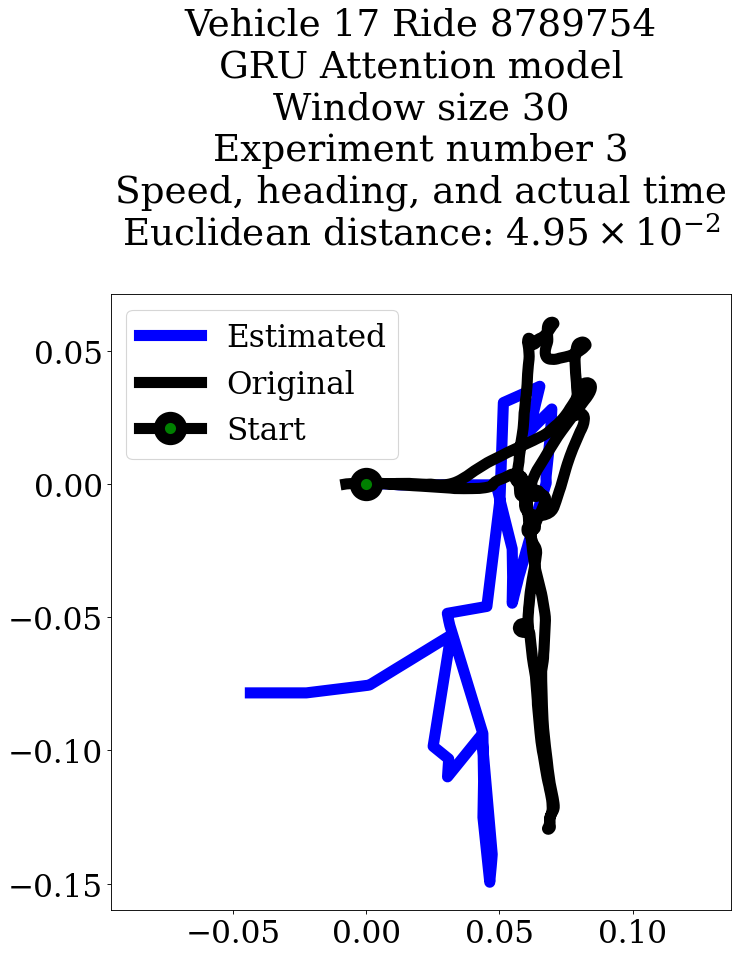 Vehicle 17 Ride 8789754
GRU Attention model
Window size 30
Experiment number 3
Speed, heading, and actual time
Euclidean distance: 4.95 × 10⁻²
Estimated
Original
Start
0.05
0.00
−0.05
−0.10
−0.15
−0.05 0.00 0.05 0.10